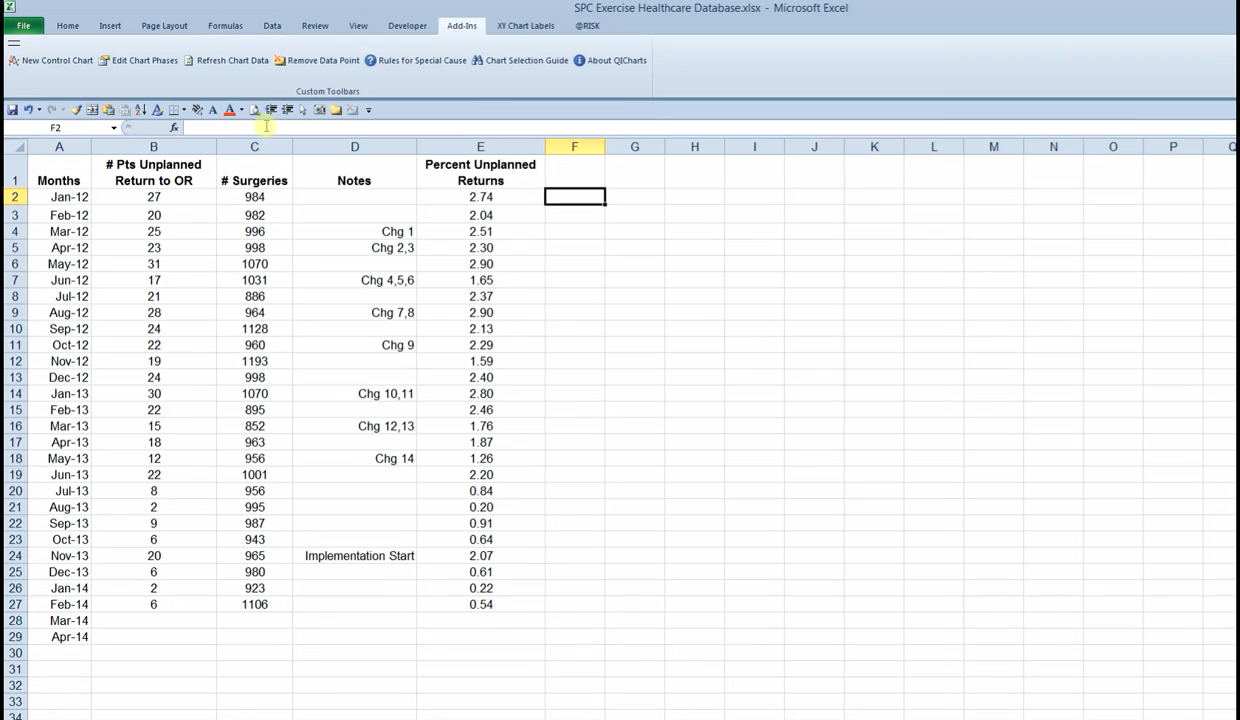 SPC Exercise Healthcare Database.xlsx - Microsoft Excel
File Home Insert Page Layout Formulas Data Review View Developer Add-Ins XY Chart Labels @RISK
New Control Chart Edit Chart Phases Refresh Chart Data Remove Data Point Rules for Special Cause Chart Selection Guide About QICharts
Custom Toolbars
F2 fx
A B C D E F G H I J K L M N O P Q
# Pts Unplanned Percent Unplanned
1 Months Return to OR # Surgeries Notes Returns
2 Jan-12 27 984 2.74
3 Feb-12 20 982 2.04
4 Mar-12 25 996 Chg 1 2.51
5 Apr-12 23 998 Chg 2,3 2.30
6 May-12 31 1070 2.90
7 Jun-12 17 1031 Chg 4,5,6 1.65
8 Jul-12 21 886 2.37
9 Aug-12 28 964 Chg 7,8 2.90
10 Sep-12 24 1128 2.13
11 Oct-12 22 960 Chg 9 2.29
12 Nov-12 19 1193 1.59
13 Dec-12 24 998 2.40
14 Jan-13 30 1070 Chg 10,11 2.80
15 Feb-13 22 895 2.46
16 Mar-13 15 852 Chg 12,13 1.76
17 Apr-13 18 963 1.87
18 May-13 12 956 Chg 14 1.26
19 Jun-13 22 1001 2.20
20 Jul-13 8 956 0.84
21 Aug-13 2 995 0.20
22 Sep-13 9 987 0.91
23 Oct-13 6 943 0.64
24 Nov-13 20 965 Implementation Start 2.07
25 Dec-13 6 980 0.61
26 Jan-14 2 923 0.22
27 Feb-14 6 1106 0.54
28 Mar-14
29 Apr-14
30
31
32
33
34